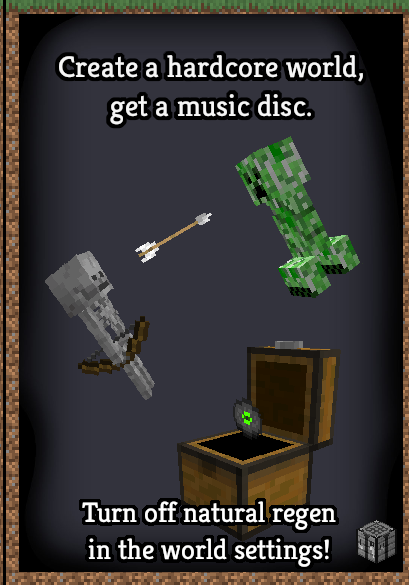 Create a hardcore world,
get a music disc.
Turn off natural regen
in the world settings!